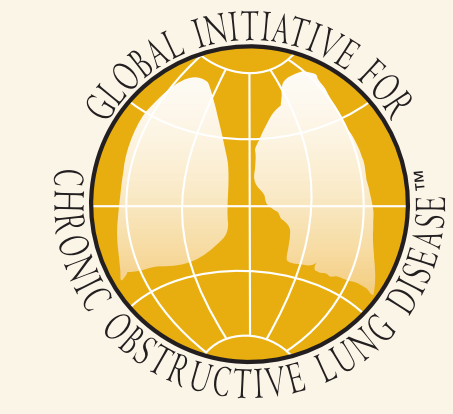 GLOBAL INITIATIVE FOR
CHRONIC OBSTRUCTIVE LUNG DISEASE™